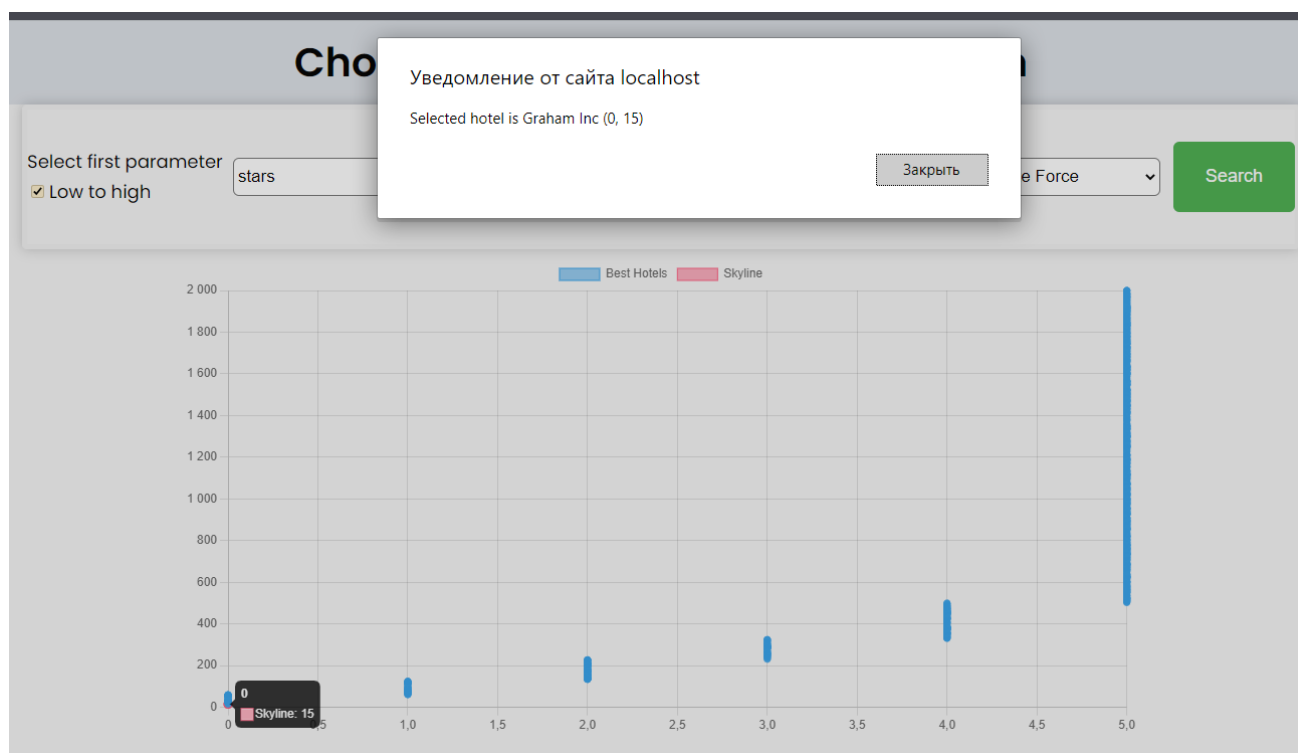 Cho
Уведомление от сайта localhost
Selected hotel is Graham Inc (0, 15)
Закрыть
Select first parameter
Low to high
stars
e Force
Search
Best Hotels
Skyline
2 000
1 800
1 600
1 400
1 200
1 000
800
600
400
200
0
0
Skyline: 15
0
0,5
1,0
1,5
2,0
2,5
3,0
3,5
4,0
4,5
5,0